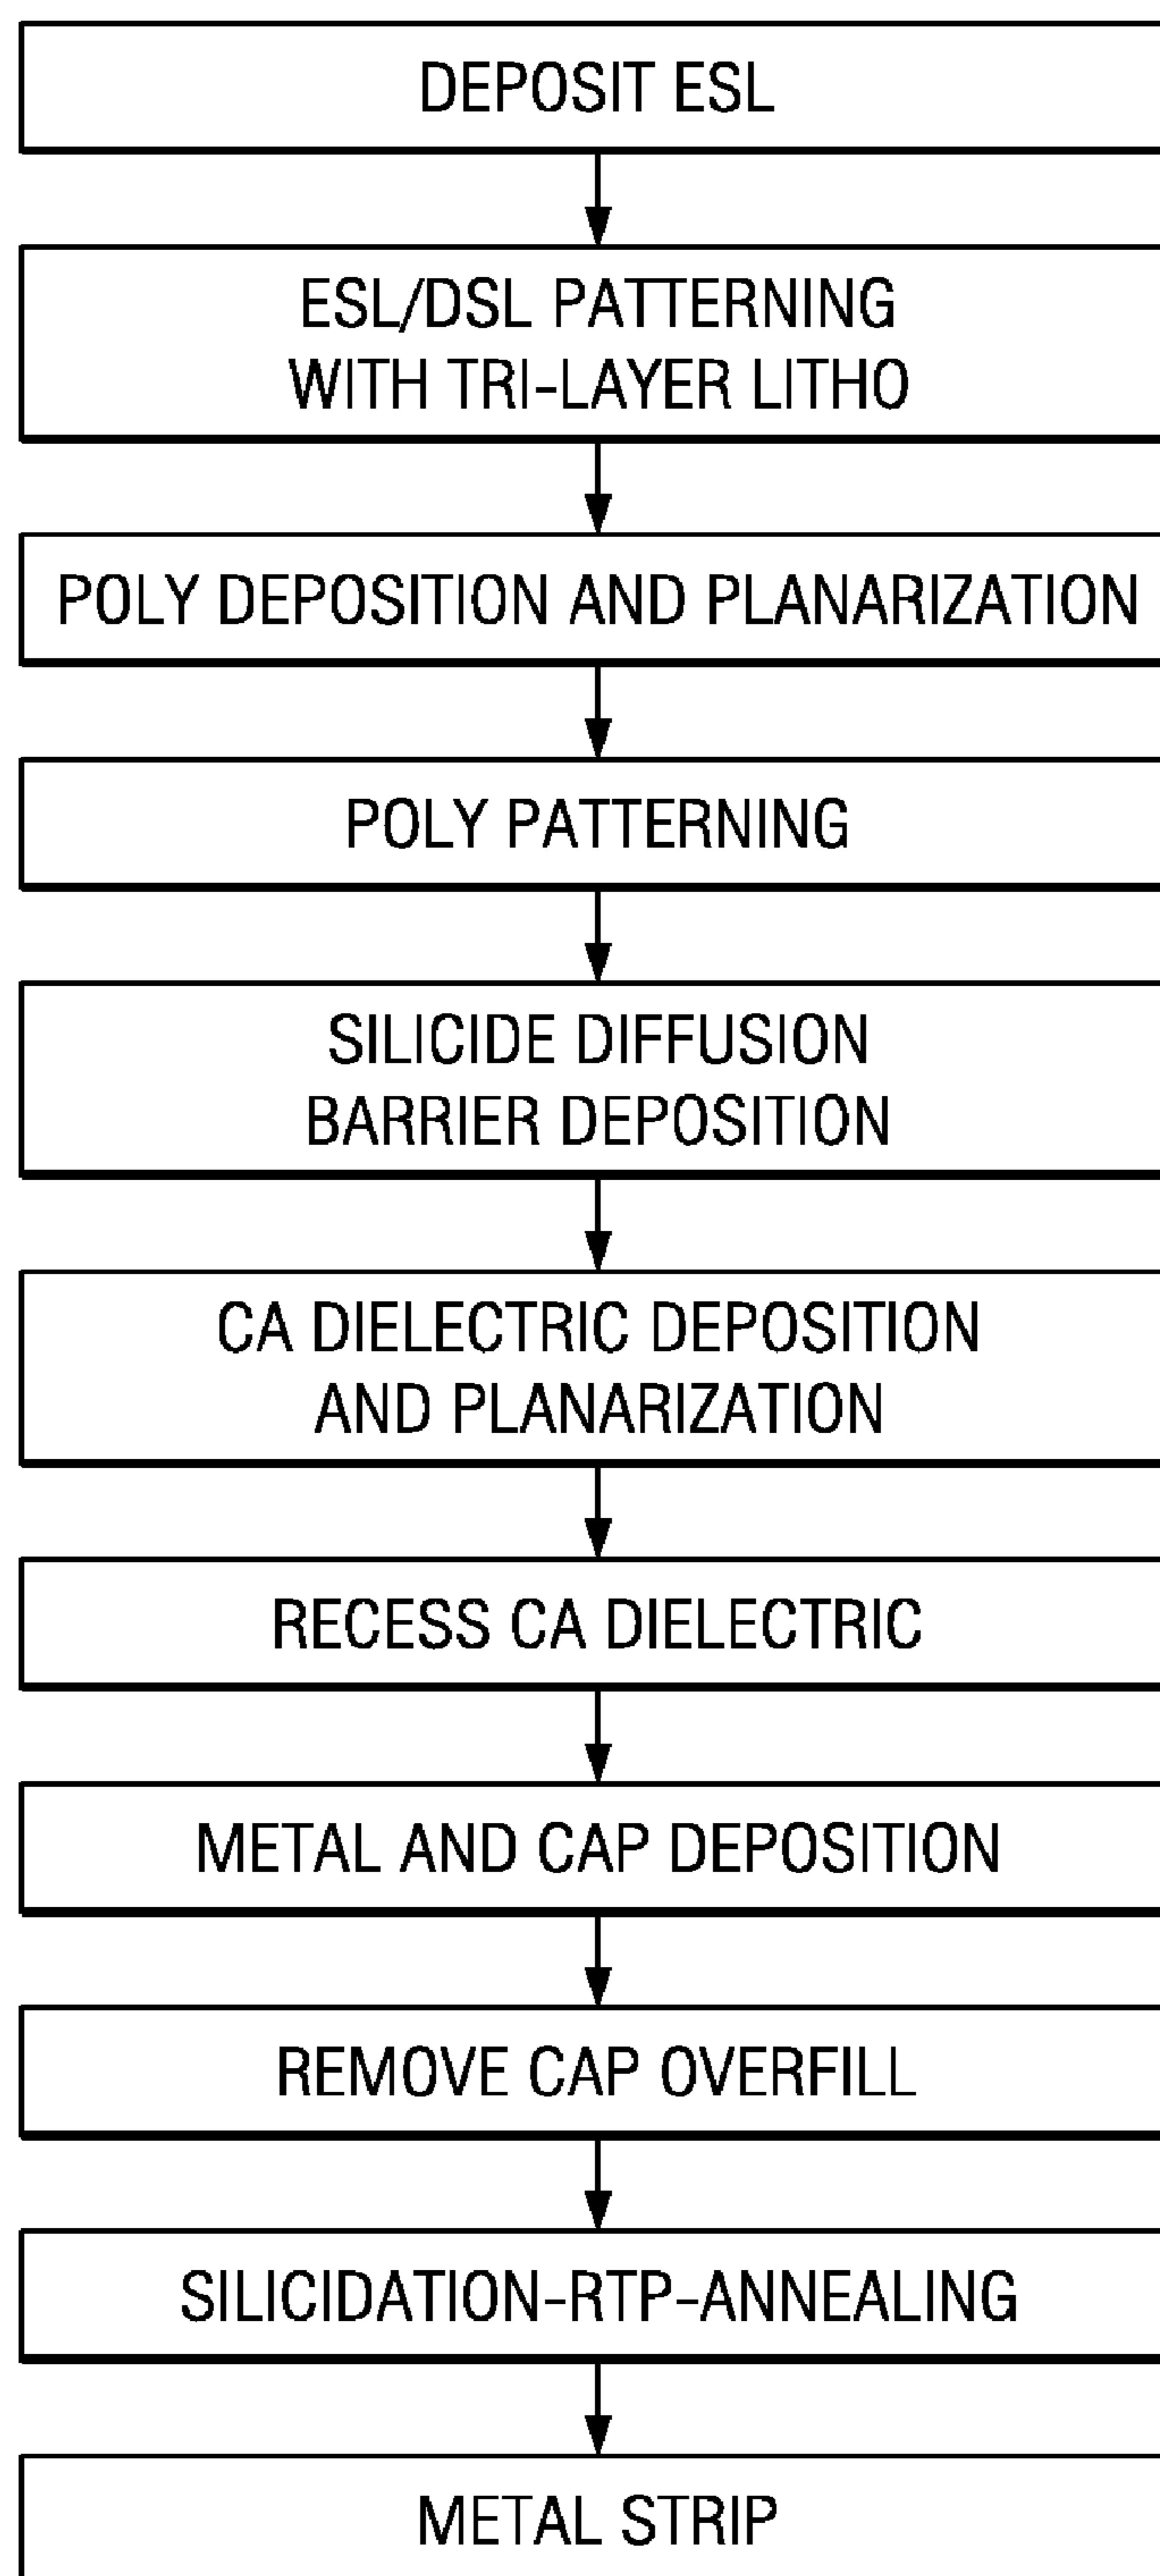 DEPOSIT ESL
ESL/DSL PATTERNING
WITH TRI-LAYER LITHO
POLY DEPOSITION AND PLANARIZATION
POLY PATTERNING
SILICIDE DIFFUSION
BARRIER DEPOSITION
CA DIELECTRIC DEPOSITION
AND PLANARIZATION
RECESS CA DIELECTRIC
METAL AND CAP DEPOSITION
REMOVE CAP OVERFILL
SILICIDATION-RTP-ANNEALING
METAL STRIP